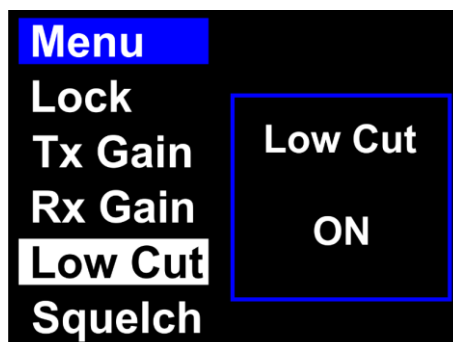 Menu
Lock
Tx Gain
Rx Gain
Low Cut
Squelch
Low Cut
ON